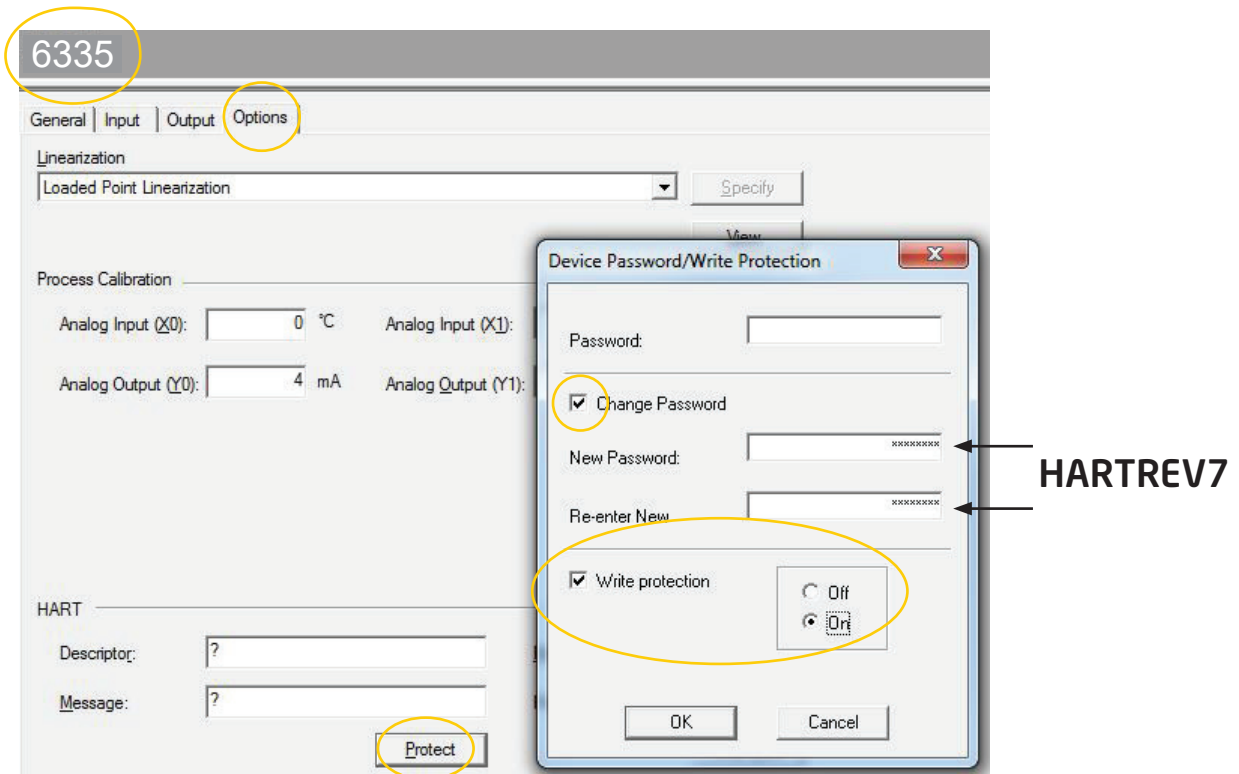 6335
General Input Output Options
Linearization
Loaded Point Linearization
Specify
View
Process Calibration
Analog Input (X0): 0 °C Analog Input (X1):
Analog Output (Y0): 4 mA Analog Output (Y1):
HART
Descriptor: ?
Message: ?
Protect
Device Password/Write Protection
Password:
Change Password
New Password: ********
Re-enter New ********
Write protection
Off
On
OK Cancel
HARTREV7